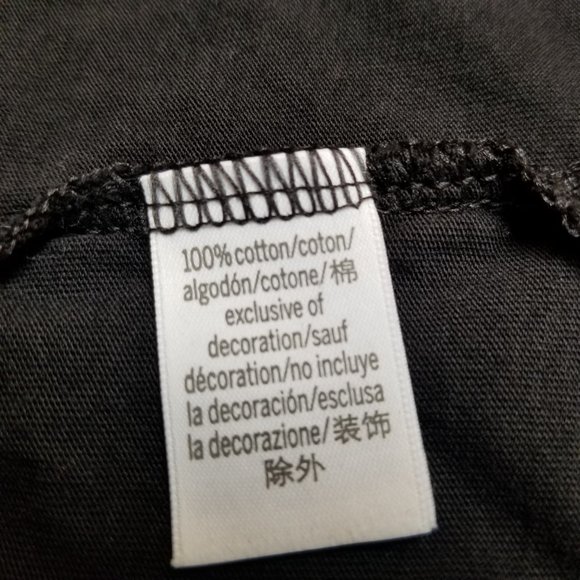 100% cotton/coton/
algodón/cotone/棉
exclusive of
decoration/sauf
décoration/no incluye
la decoración/esclusa
la decorazione/装饰
除外